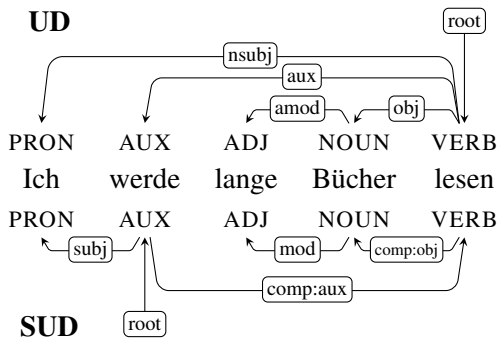 UD
root
nsubj
aux
amod obj
PRON AUX ADJ NOUN VERB
Ich werde lange Bücher lesen
PRON AUX ADJ NOUN VERB
subj mod comp:obj
comp:aux
SUD root